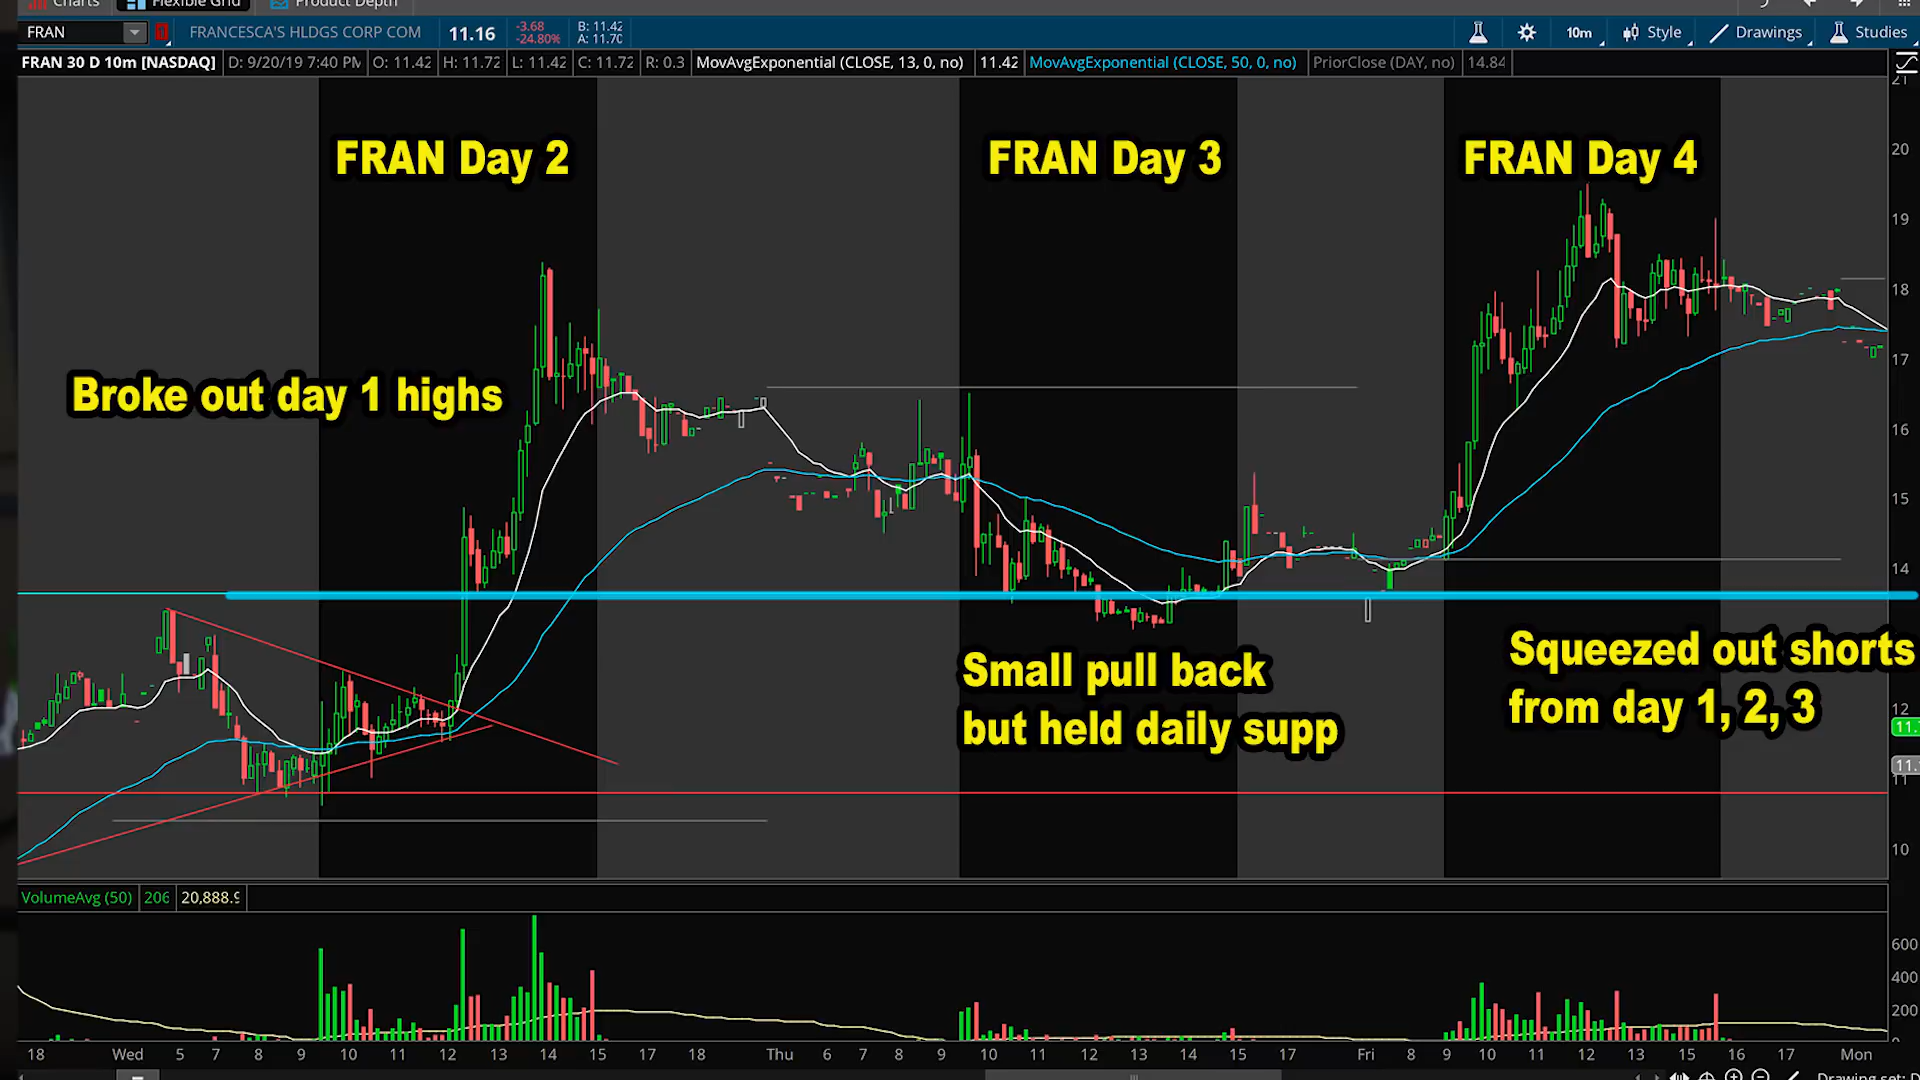 Charts
Flexible Grid
Product Depth
FRAN
FRANCESCA'S HLDGS CORP COM
11.16
-3.68
-24.80%
B: 11.42
A: 11.70
10m
Style
Drawings
Studies
FRAN 30 D 10m [NASDAQ]
D: 9/20/19 7:40 PM
O: 11.42
H: 11.72
L: 11.42
C: 11.72
R: 0.3
MovAvgExponential (CLOSE, 13, 0, no)
11.42
MovAvgExponential (CLOSE, 50, 0, no)
PriorClose (DAY, no)
14.84
FRAN Day 2
FRAN Day 3
FRAN Day 4
Broke out day 1 highs
Small pull back
but held daily supp
Squeezed out shorts
from day 1, 2, 3
21
20
19
18
17
16
15
14
12
11
10
VolumeAvg (50)
206
20,888.9
600
400
200
18 Wed 5 7 8 9 10 11 12 13 14 15 17 18 Thu 6 7 8 9 10 11 12 13 14 15 17 Fri 8 9 10 11 12 13 15 16 17 Mon
Drawing set: